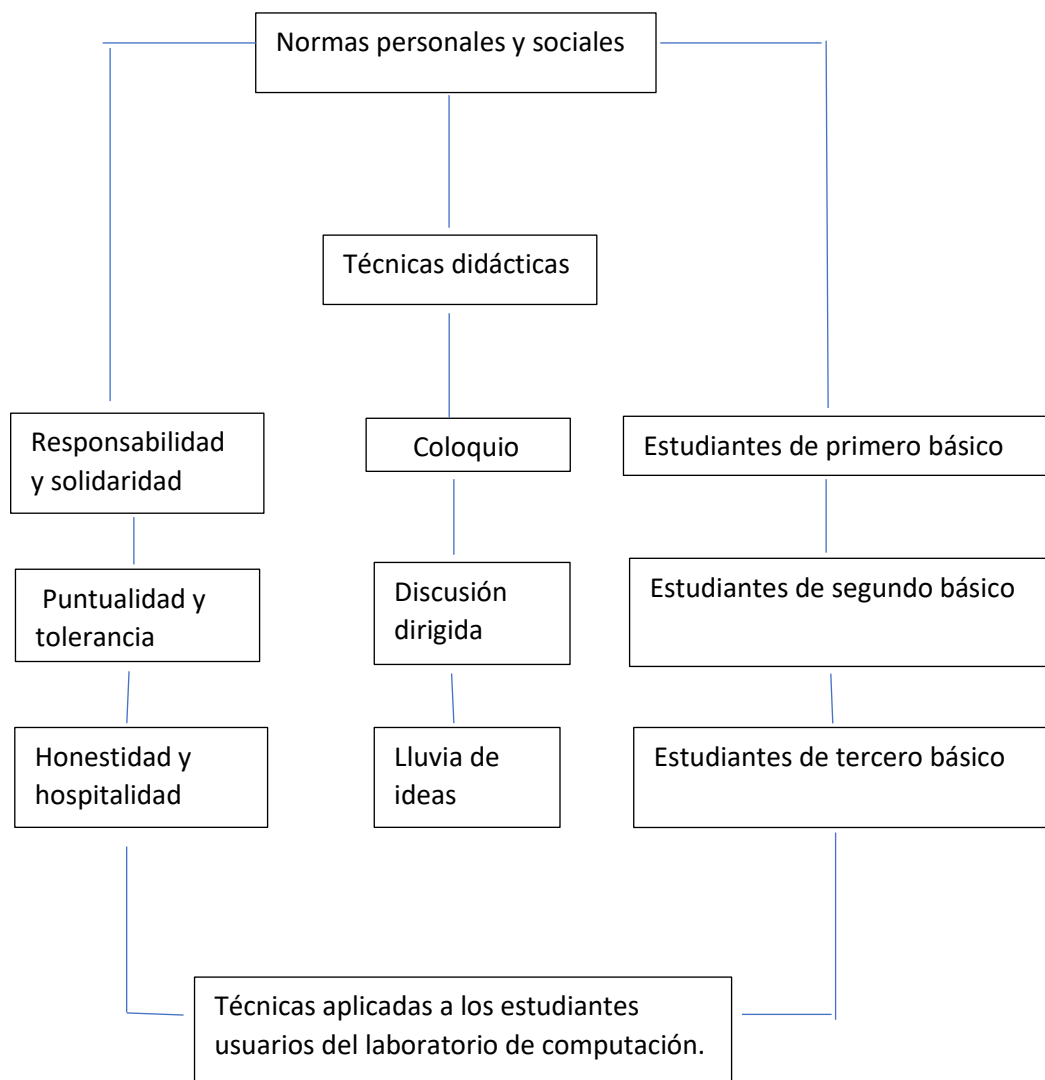 Normas personales y sociales
Técnicas didácticas
Responsabilidad
y solidaridad
Coloquio
Estudiantes de primero básico
Puntualidad y
tolerancia
Discusión
dirigida
Estudiantes de segundo básico
Honestidad y
hospitalidad
Lluvia de
ideas
Estudiantes de tercero básico
Técnicas aplicadas a los estudiantes
usuarios del laboratorio de computación.